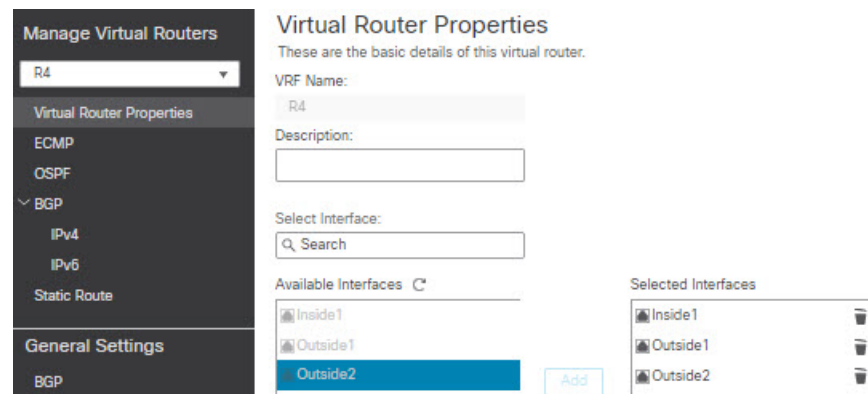 Manage Virtual Routers
R4
Virtual Router Properties
ECMP
OSPF
BGP
IPv4
IPv6
Static Route
General Settings
BGP
Virtual Router Properties
These are the basic details of this virtual router.
VRF Name:
R4
Description:
Select Interface:
Search
Available Interfaces
Inside1
Outside1
Outside2
Add
Selected Interfaces
Inside1
Outside1
Outside2